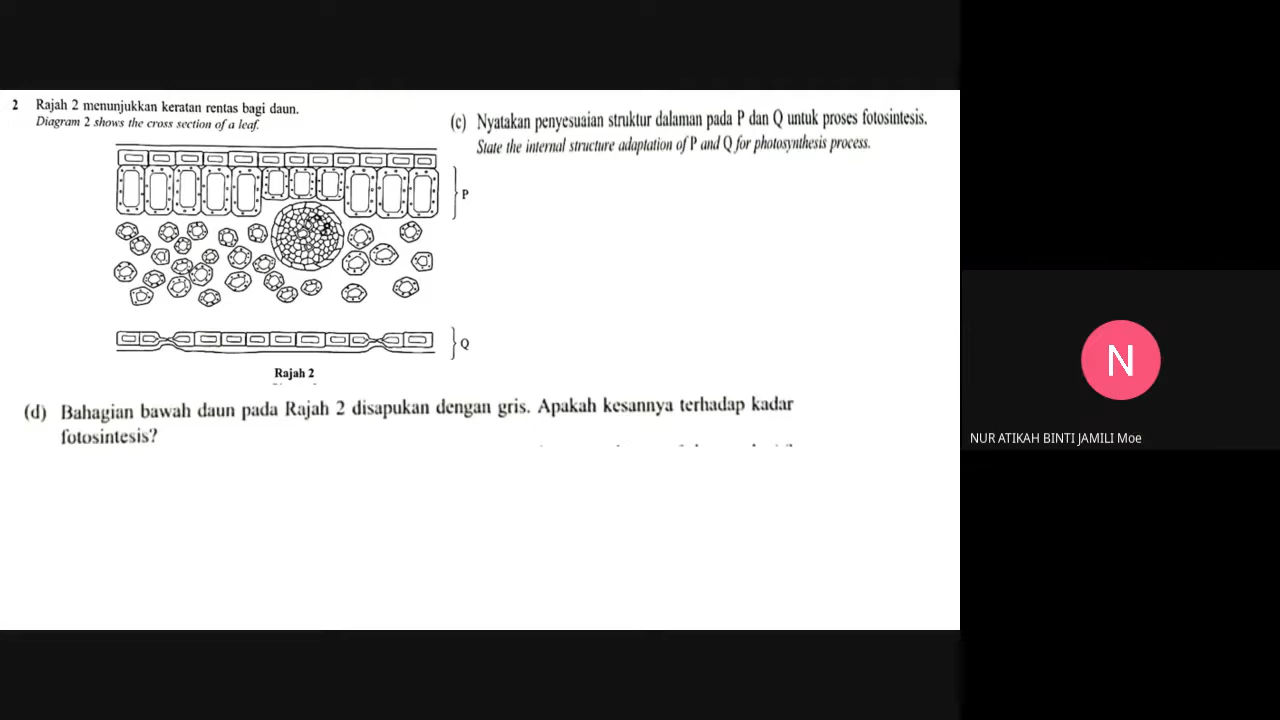 2 Rajah 2 menunjukkan keratan rentas bagi daun.
Diagram 2 shows the cross section of a leaf.
P
Q
Rajah 2
(c) Nyatakan penyesuaian struktur dalaman pada P dan Q untuk proses fotosintesis.
State the internal structure adaptation of P and Q for photosynthesis process.
(d) Bahagian bawah daun pada Rajah 2 disapukan dengan gris. Apakah kesannya terhadap kadar
fotosintesis?
N
NUR ATIKAH BINTI JAMILI Moe